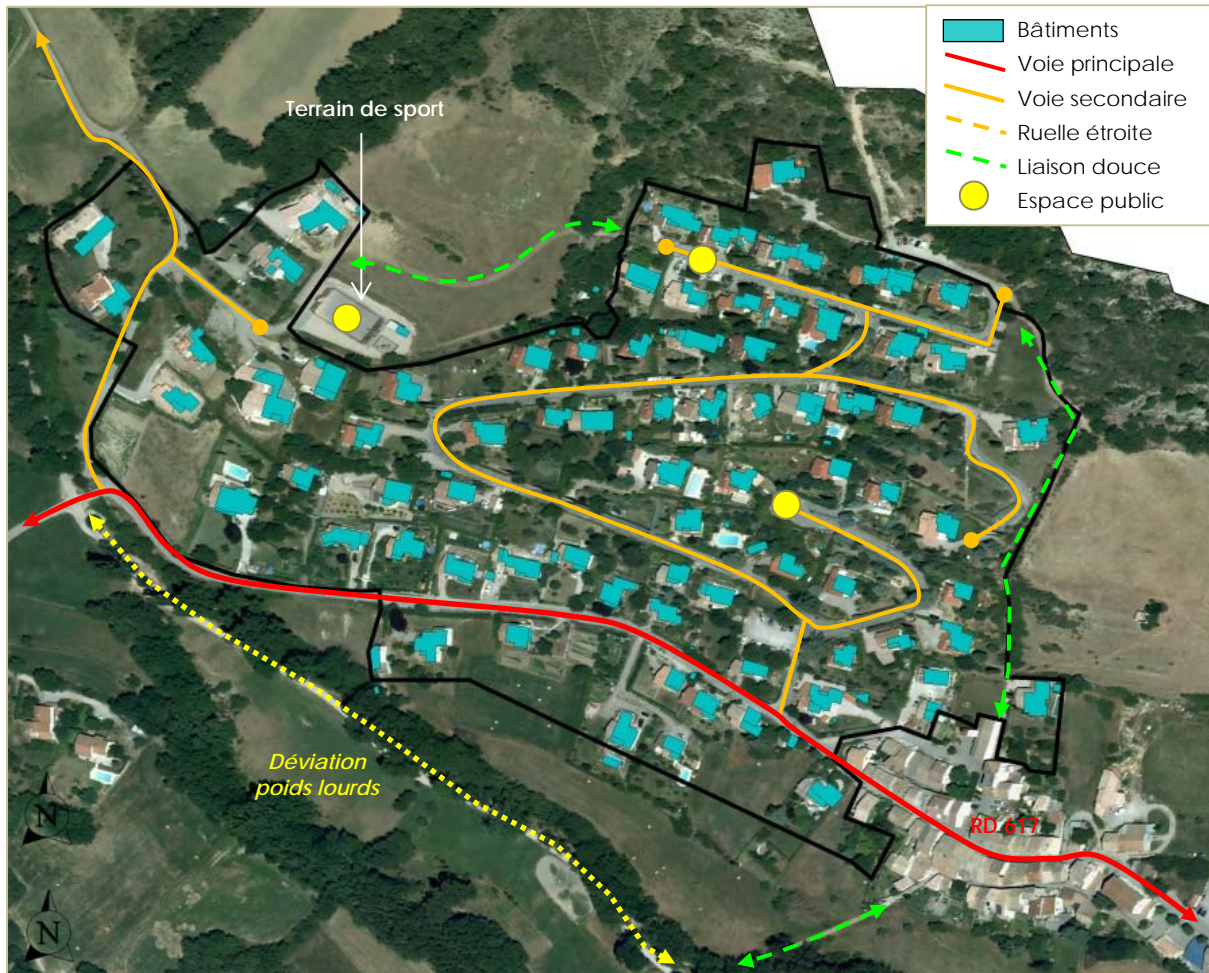 Bâtiments
Voie principale
Voie secondaire
Ruelle étroite
Liaison douce
Espace public
Terrain de sport
Déviation
poids lourds
RD 617
N
N